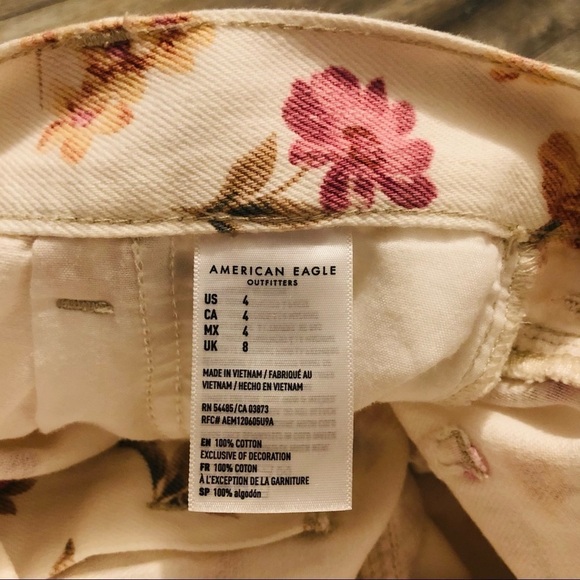 AMERICAN EAGLE
OUTFITTERS
US 4
CA 4
MX 4
UK 8
MADE IN VIETNAM / FABRIQUÉ AU
VIETNAM / HECHO EN VIETNAM
RN 54485/CA 03873
RFC# AEM120605U9A
EN 100% COTTON
EXCLUSIVE OF DECORATION
FR 100% COTON
À L'EXCEPTION DE LA GARNITURE
SP 100% algodón